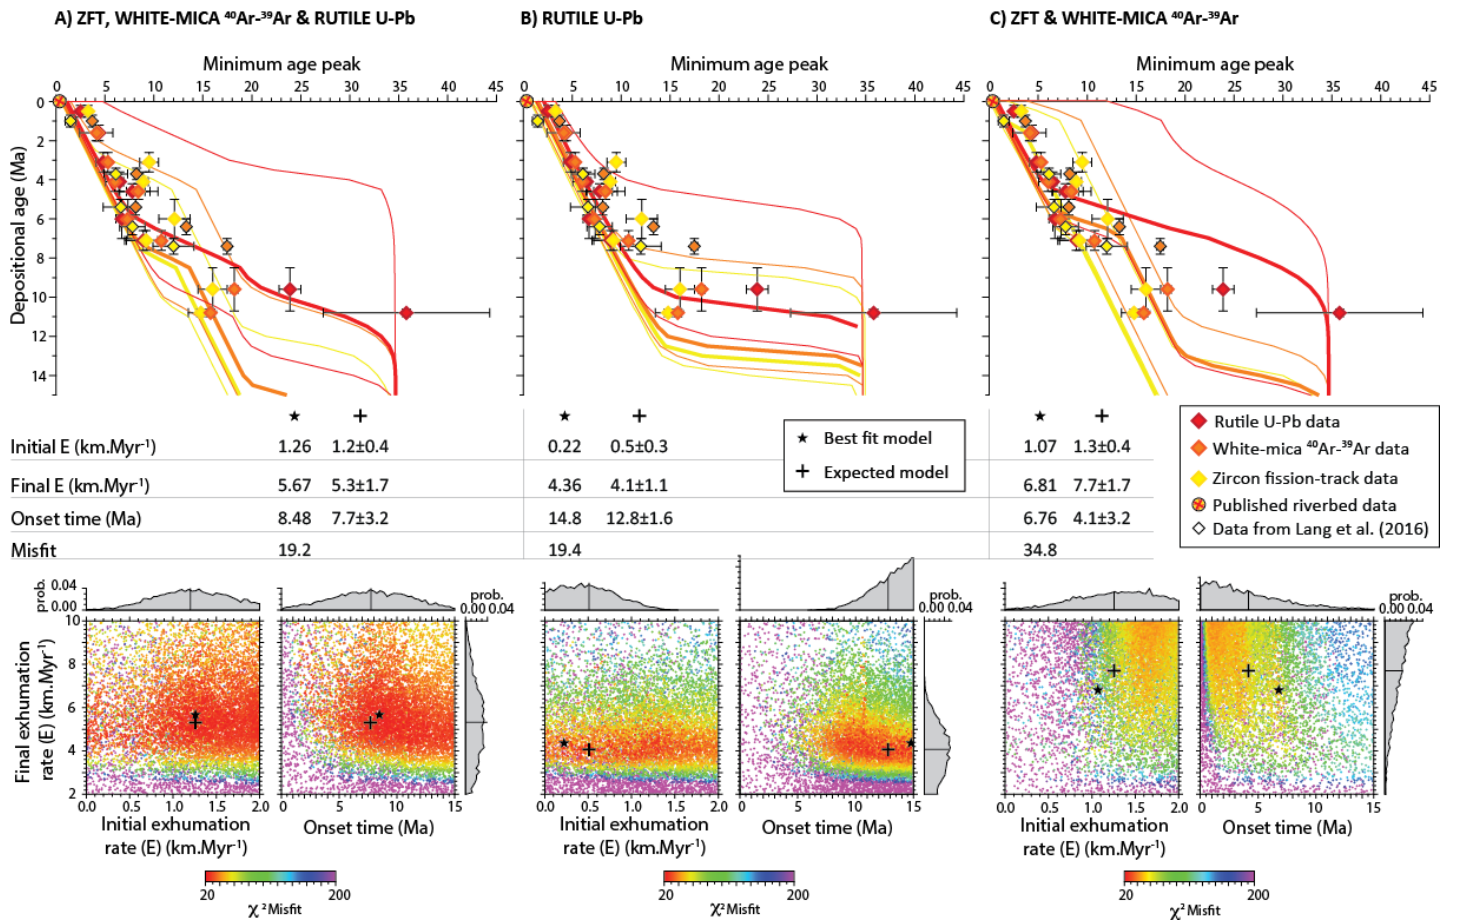 A) ZFT, WHITE-MICA ⁴⁰Ar-³⁹Ar & RUTILE U-Pb
B) RUTILE U-Pb
C) ZFT & WHITE-MICA ⁴⁰Ar-³⁹Ar
Minimum age peak
Minimum age peak
Minimum age peak
0 5 10 15 20 25 30 35 40 45
0 5 10 15 20 25 30 35 40 45
0 5 10 15 20 25 30 35 40 45
Depositional age (Ma)
0
2
4
6
8
10
12
14
★ + ★ + ★ +
Initial E (km.Myr⁻¹) 1.26 1.2±0.4 0.22 0.5±0.3 1.07 1.3±0.4
Final E (km.Myr⁻¹) 5.67 5.3±1.7 4.36 4.1±1.1 6.81 7.7±1.7
Onset time (Ma) 8.48 7.7±3.2 14.8 12.8±1.6 6.76 4.1±3.2
Misfit 19.2 19.4 34.8
★ Best fit model
+ Expected model
Rutile U-Pb data
White-mica ⁴⁰Ar-³⁹Ar data
Zircon fission-track data
Published riverbed data
Data from Lang et al. (2016)
prob.
0.04
0.00
prob.
0.00 0.04
prob.
0.00 0.04
prob.
0.00 0.04
Final exhumation
rate (E) (km.Myr⁻¹)
10
8
6
4
2
0.0 0.5 1.0 1.5 2.0
0 5 10 15
0.0 0.5 1.0 1.5 2.0
0 5 10 15
0.0 0.5 1.0 1.5 2.0
0 5 10 15
Initial exhumation
rate (E) (km.Myr⁻¹)
Onset time (Ma)
Initial exhumation
rate (E) (km.Myr⁻¹)
Onset time (Ma)
Initial exhumation
rate (E) (km.Myr⁻¹)
Onset time (Ma)
20 200
χ² Misfit
20 200
χ² Misfit
20 200
χ² Misfit